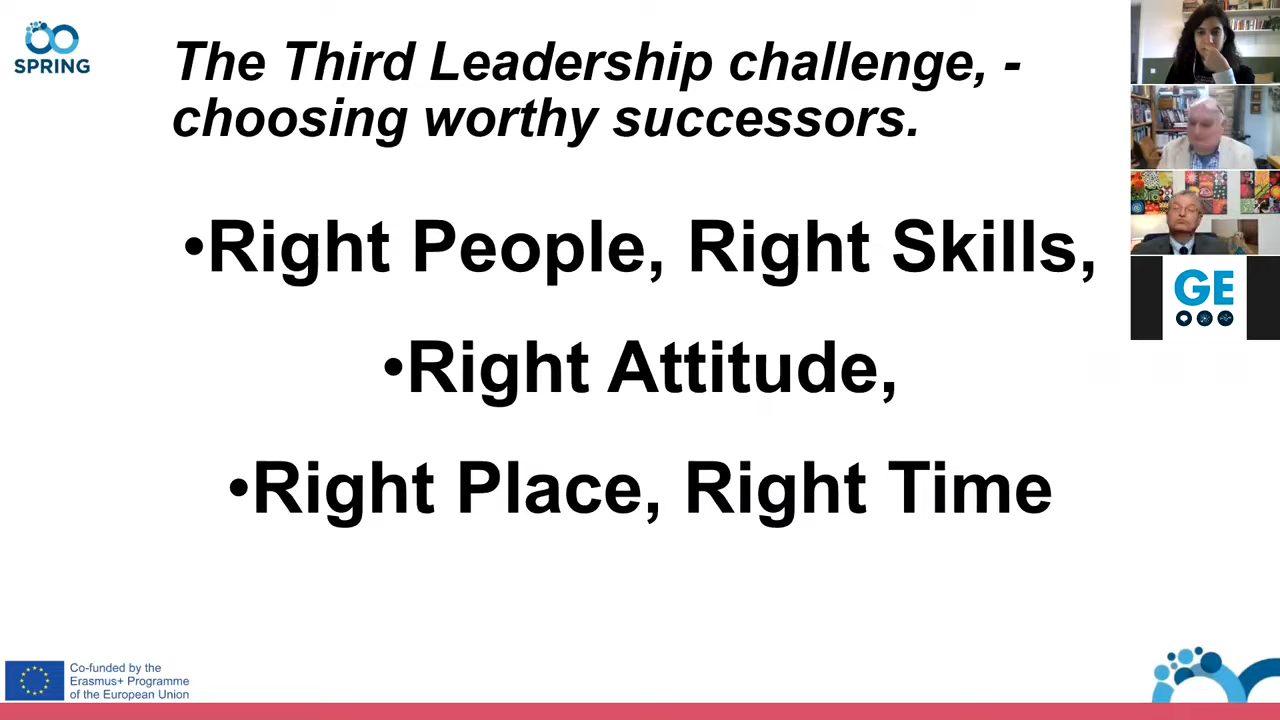 SPRING
The Third Leadership challenge, -
choosing worthy successors.
•Right People, Right Skills,
•Right Attitude,
•Right Place, Right Time
GE
Co-funded by the
Erasmus+ Programme
of the European Union